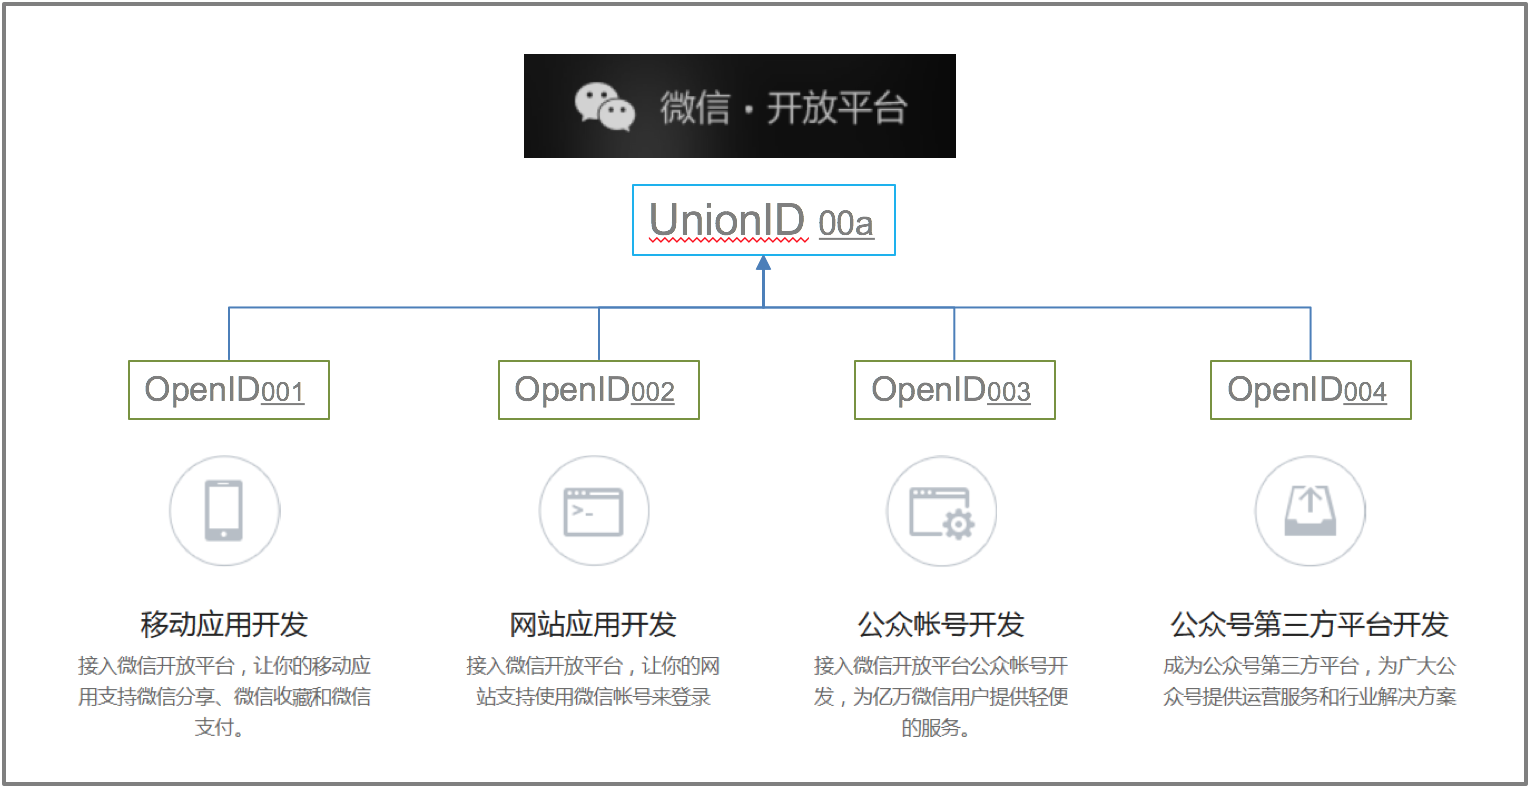 微信·开放平台
UnionID 00a
OpenID001
OpenID002
OpenID003
OpenID004
>_
移动应用开发
接入微信开放平台，让你的移动应
用支持微信分享、微信收藏和微信
支付。
网站应用开发
接入微信开放平台，让你的网
站支持使用微信帐号来登录
公众帐号开发
接入微信开放平台公众帐号开
发，为亿万微信用户提供轻便
的服务。
公众号第三方平台开发
成为公众号第三方平台，为广大公
众号提供运营服务和行业解决方案